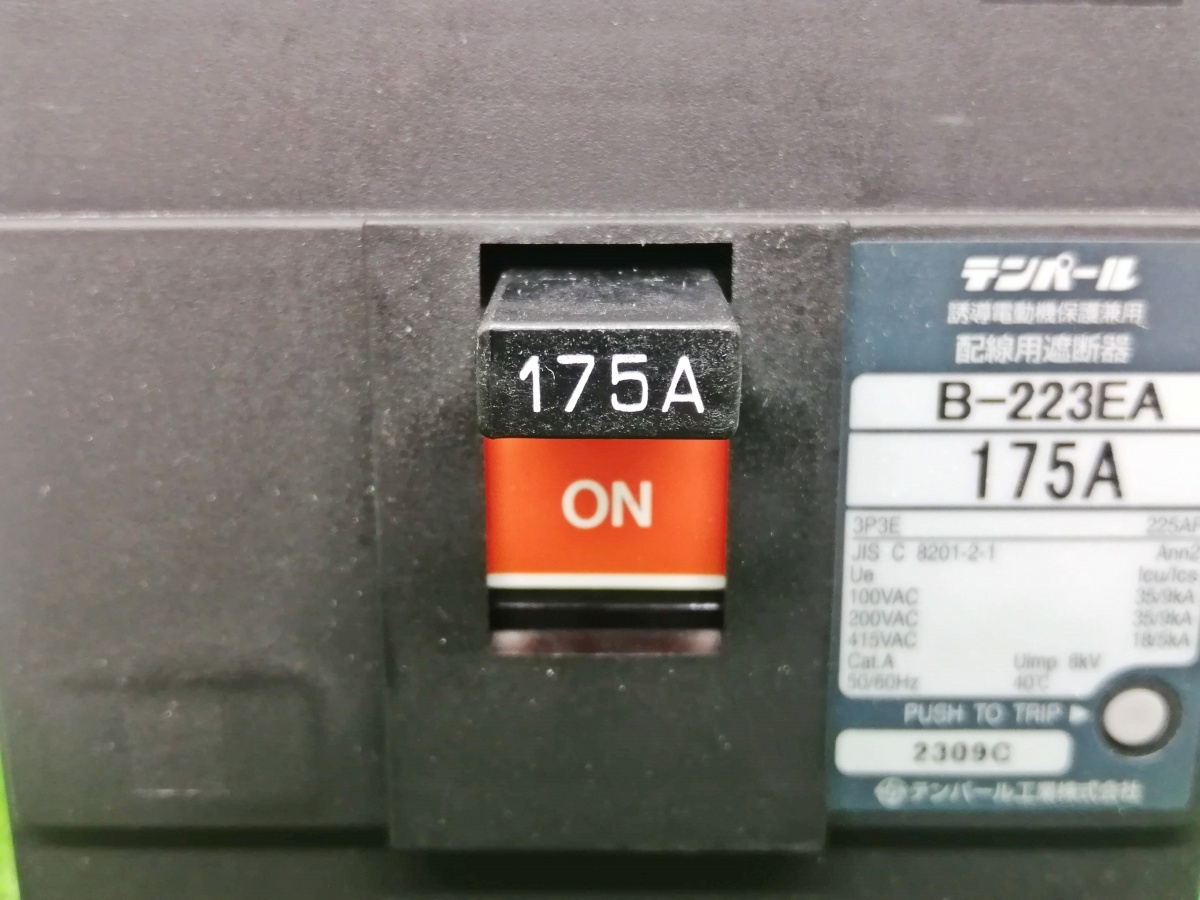 175A
ON
テンパール
誘導電動機保護兼用
配線用遮断器
B-223EA
175A
3P3E 225A
JIS C 8201-2-1 Ann2
Ue Icu/Ics
100VAC 35/9kA
200VAC 35/9kA
415VAC 18/5kA
Cat.A Uimp 6kV
50/60Hz 40℃
PUSH TO TRIP ▶
2309C
テンパール工業株式会社